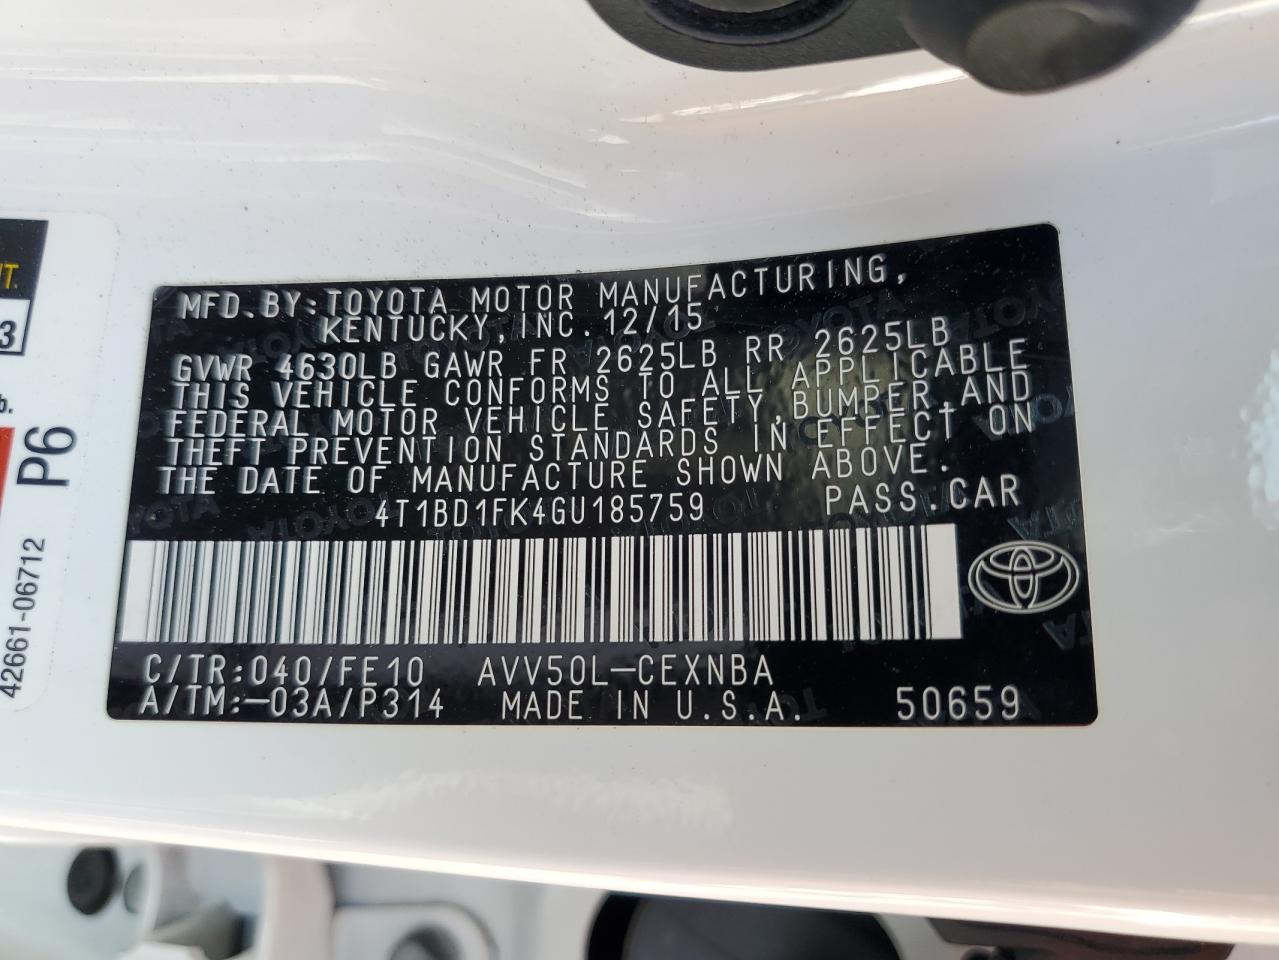 MFD.BY:TOYOTA MOTOR MANUFACTURING,
KENTUCKY,INC.12/15
GVWR 4630LB GAWR FR 2625LB RR 2625LB
THIS VEHICLE CONFORMS TO ALL APPLICABLE
FEDERAL MOTOR VEHICLE SAFETY,BUMPER,AND
THEFT PREVENTION STANDARDS IN EFFECT ON
THE DATE OF MANUFACTURE SHOWN ABOVE.
4T1BD1FK4GU185759 PASS.CAR
C/TR:040/FE10 AVV50L-CEXNBA
A/TM:-03A/P314 MADE IN U.S.A. 50659
P6
42661-06712
3